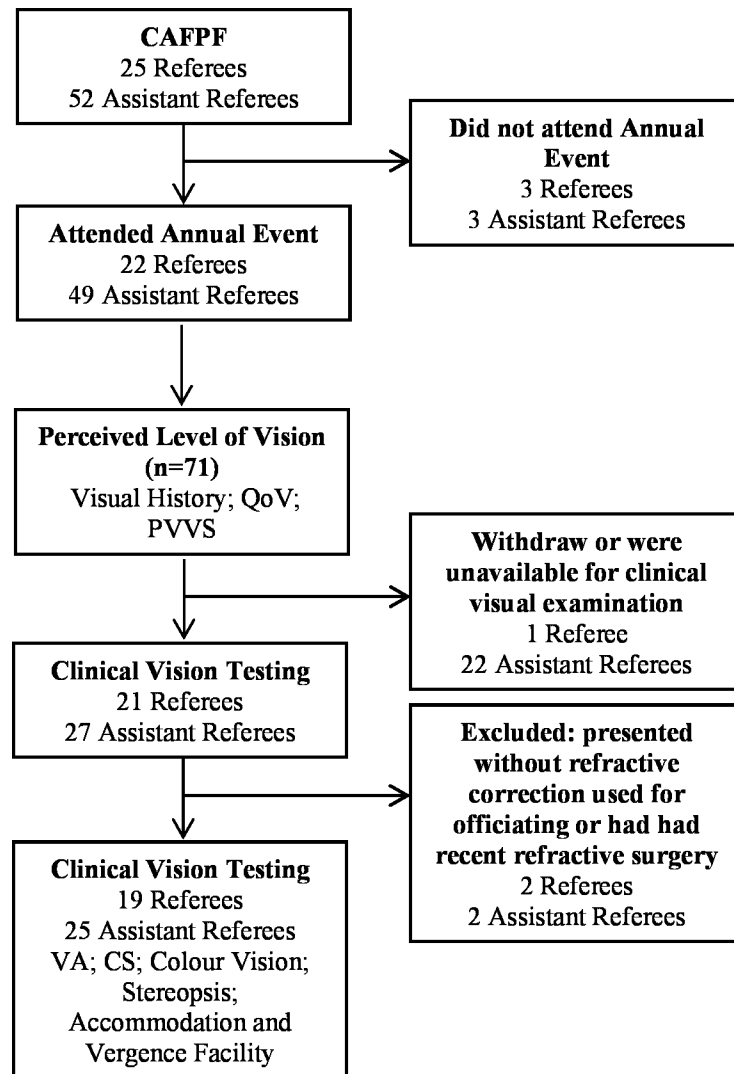 CAFPF
25 Referees
52 Assistant Referees
Did not attend Annual
Event
3 Referees
3 Assistant Referees
Attended Annual Event
22 Referees
49 Assistant Referees
Perceived Level of Vision
(n=71)
Visual History; QoV;
PVVS
Withdraw or were
unavailable for clinical
visual examination
1 Referee
22 Assistant Referees
Clinical Vision Testing
21 Referees
27 Assistant Referees
Excluded: presented
without refractive
correction used for
officiating or had had
recent refractive surgery
2 Referees
2 Assistant Referees
Clinical Vision Testing
19 Referees
25 Assistant Referees
VA; CS; Colour Vision;
Stereopsis;
Accommodation and
Vergence Facility